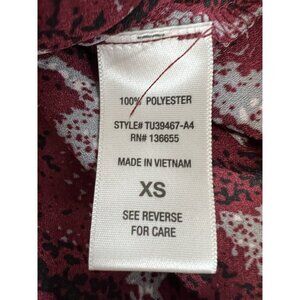 100% POLYESTER
STYLE# TU39467-A4
RN# 136655
MADE IN VIETNAM
XS
SEE REVERSE
FOR CARE